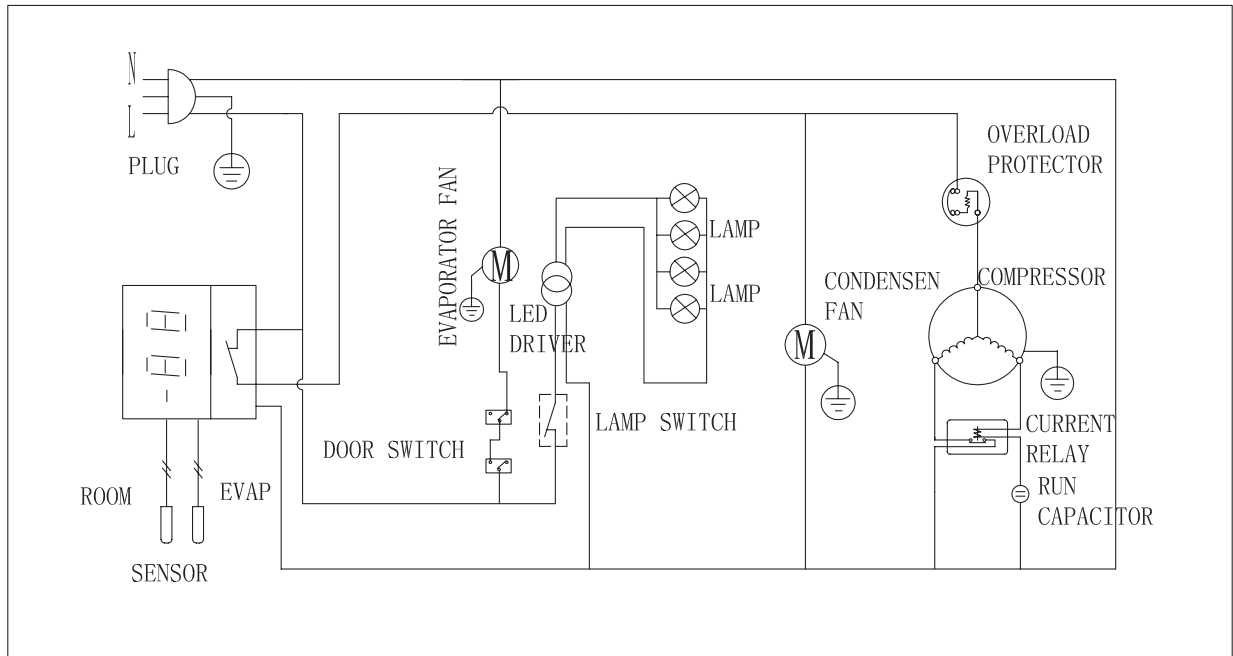 N
L
PLUG
OVERLOAD
PROTECTOR
EVAPORATOR FAN
M
LAMP
LAMP
LED
DRIVER
CONDENSEN
FAN
COMPRESSOR
M
DOOR SWITCH
LAMP SWITCH
CURRENT
RELAY
ROOM
EVAP
RUN
CAPACITOR
SENSOR